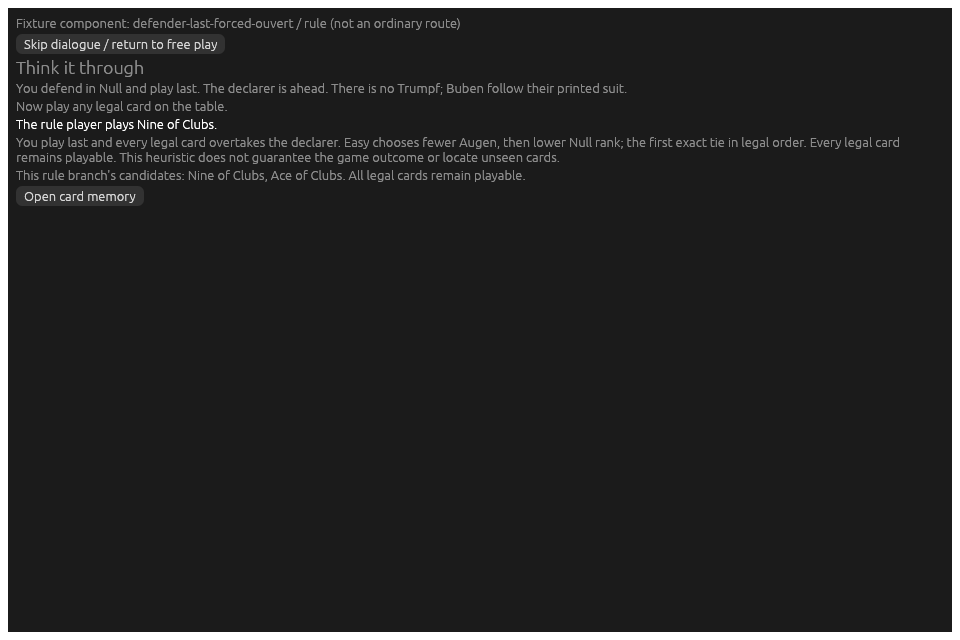 Fixture component: defender-last-forced-ouvert / rule (not an ordinary route)
Skip dialogue / return to free play
Think it through
You defend in Null and play last. The declarer is ahead. There is no Trumpf; Buben follow their printed suit.
Now play any legal card on the table.
The rule player plays Nine of Clubs.
You play last and every legal card overtakes the declarer. Easy chooses fewer Augen, then lower Null rank; the first exact tie in legal order. Every legal card
remains playable. This heuristic does not guarantee the game outcome or locate unseen cards.
This rule branch's candidates: Nine of Clubs, Ace of Clubs. All legal cards remain playable.
Open card memory